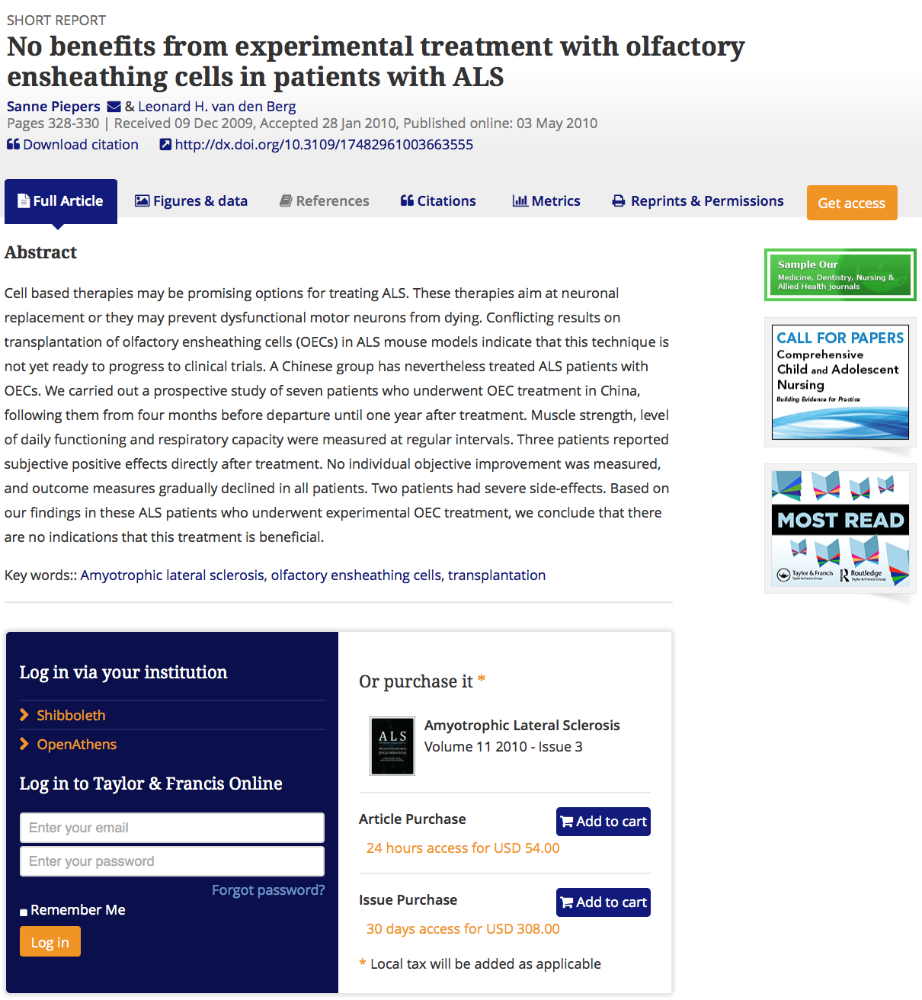 SHORT REPORT
No benefits from experimental treatment with olfactory
ensheathing cells in patients with ALS
Sanne Piepers & Leonard H. van den Berg
Pages 328-330 | Received 09 Dec 2009, Accepted 28 Jan 2010, Published online: 03 May 2010
Download citation http://dx.doi.org/10.3109/17482961003663555
Full Article Figures & data References Citations Metrics Reprints & Permissions Get access
Abstract
Cell based therapies may be promising options for treating ALS. These therapies aim at neuronal
replacement or they may prevent dysfunctional motor neurons from dying. Conflicting results on
transplantation of olfactory ensheathing cells (OECs) in ALS mouse models indicate that this technique is
not yet ready to progress to clinical trials. A Chinese group has nevertheless treated ALS patients with
OECs. We carried out a prospective study of seven patients who underwent OEC treatment in China,
following them from four months before departure until one year after treatment. Muscle strength, level
of daily functioning and respiratory capacity were measured at regular intervals. Three patients reported
subjective positive effects directly after treatment. No individual objective improvement was measured,
and outcome measures gradually declined in all patients. Two patients had severe side-effects. Based on
our findings in these ALS patients who underwent experimental OEC treatment, we conclude that there
are no indications that this treatment is beneficial.
Key words:: Amyotrophic lateral sclerosis, olfactory ensheathing cells, transplantation
Sample Our
Medicine, Dentistry, Nursing &
Allied Health journals
CALL FOR PAPERS
Comprehensive
Child and Adolescent
Nursing
Building Evidence for Practice
MOST READ
Taylor & Francis
Taylor & Francis Group
Routledge
Taylor & Francis Group
Log in via your institution
Shibboleth
OpenAthens
Log in to Taylor & Francis Online
Enter your email
Enter your password
Forgot password?
Remember Me
Log in
Or purchase it *
ALS
FRONTOTEMPORAL
DEGENERATION
Amyotrophic Lateral Sclerosis
Volume 11 2010 - Issue 3
Article Purchase Add to cart
24 hours access for USD 54.00
Issue Purchase Add to cart
30 days access for USD 308.00
* Local tax will be added as applicable